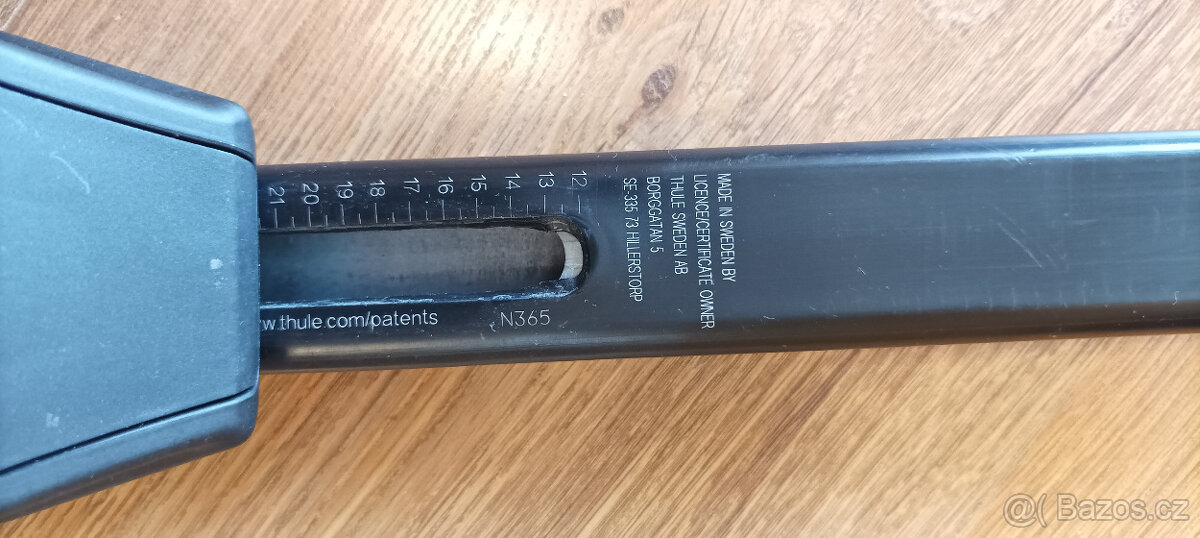 21 20 19 18 17 16 15 14 13 12
MADE IN SWEDEN BY
LICENCE/CERTIFICATE OWNER
THULE SWEDEN AB
BORGGATAN 5
SE-335 73 HILLERSTORP
w.thule.com/patents
N365
@( Bazos.cz